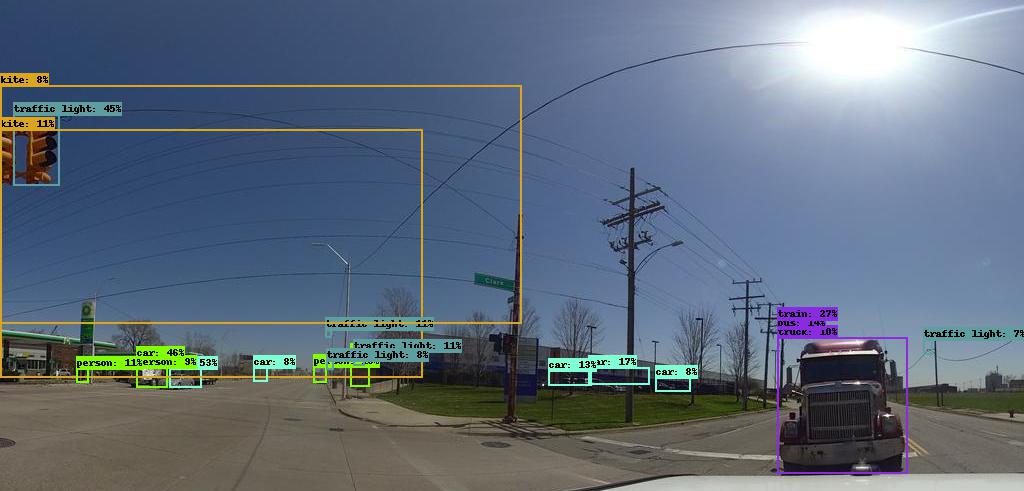 kite: 8%
traffic light: 45%
kite: 11%
Clark
train: 27%
bus: 14%
truck: 10%
traffic light: 7%
traffic light: 11%
traffic light: 11%
traffic light: 8%
car: 46%
person: 11%
person: 9%
53%
car: 8%
pe
car: 13%
car: 17%
car: 8%
bp